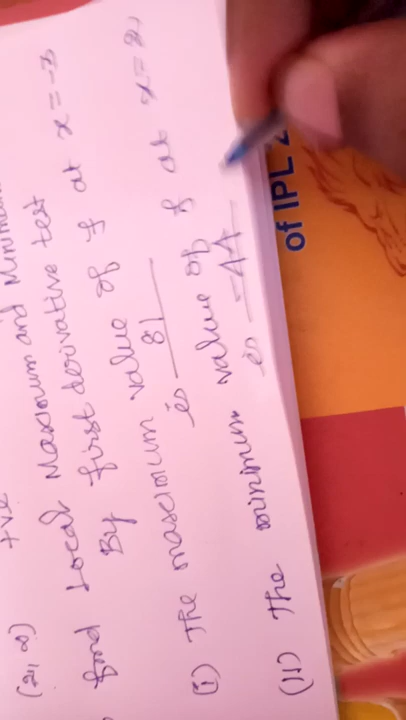 (2, ∞) +ve
find Local Maximum and Minimum
By first derivative test
(i) The maximum value of f at x = -3
is 81
(ii) The minimum value of f at x = 2,
is -44
of IPL